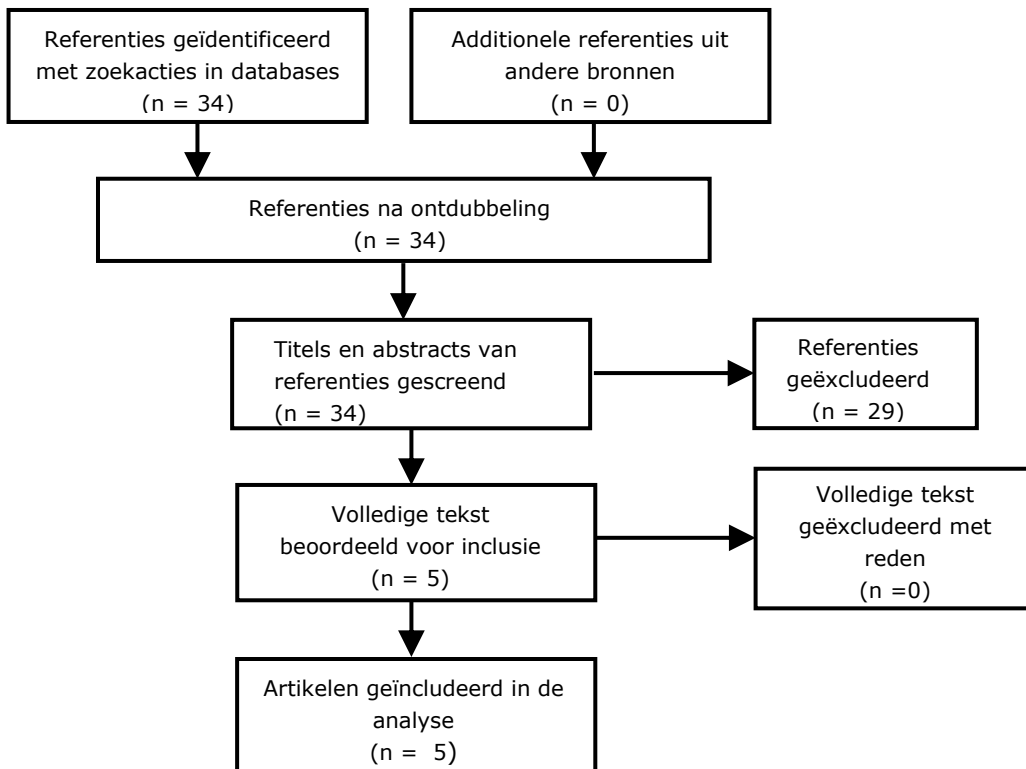 Referenties geïdentificeerd
met zoekacties in databases
(n = 34)
Additionele referenties uit
andere bronnen
(n = 0)
Referenties na ontdubbeling
(n = 34)
Titels en abstracts van
referenties gescreend
(n = 34)
Referenties
geëxcludeerd
(n = 29)
Volledige tekst
beoordeeld voor inclusie
(n = 5)
Volledige tekst
geëxcludeerd met
reden
(n =0)
Artikelen geïncludeerd in de
analyse
(n =  5)